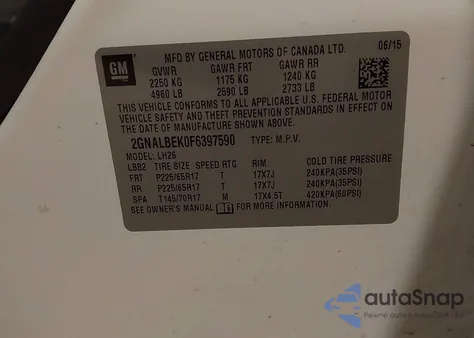 GM
MFD BY GENERAL MOTORS OF CANADA LTD. 06/15
GVWR GAWR FRT GAWR RR
2250 KG 1175 KG 1240 KG
4960 LB 2590 LB 2733 LB
THIS VEHICLE CONFORMS TO ALL APPLICABLE U.S. FEDERAL MOTOR
VEHICLE SAFETY AND THEFT PREVENTION STANDARDS IN EFFECT ON THE
DATE OF MANUFACTURE SHOWN ABOVE.
2GNALBEK0F6397590 TYPE: M.P.V.
MODEL: LH26
LBB2 TIRE SIZE SPEED RTG RIM COLD TIRE PRESSURE
FRT P225/65R17 T 17X7J 240KPA(35PSI)
RR P225/65R17 T 17X7J 240KPA(35PSI)
SPA T145/70R17 M 17X4.5T 420KPA(60PSI)
SEE OWNER'S MANUAL FOR MORE INFORMATION.
autoSnap